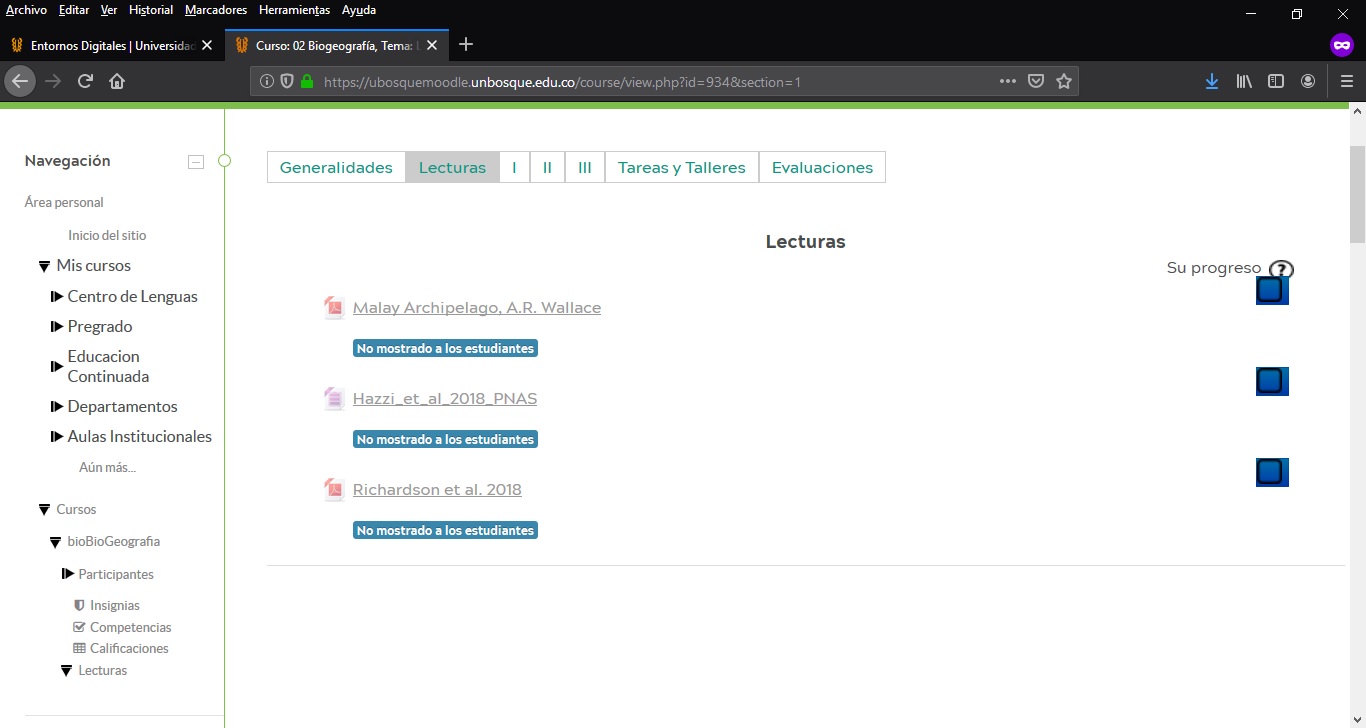 Archivo Editar Ver Historial Marcadores Herramientas Ayuda
Entornos Digitales | Universidad
Curso: 02 Biogeografía, Tema: L
https://ubosquemoodle.unbosque.edu.co/course/view.php?id=934&section=1
Navegación
Área personal
Inicio del sitio
Mis cursos
Centro de Lenguas
Pregrado
Educacion
Continuada
Departamentos
Aulas Institucionales
Aún más...
Cursos
bioBioGeografia
Participantes
Insignias
Competencias
Calificaciones
Lecturas
Generalidades Lecturas I II III Tareas y Talleres Evaluaciones
Lecturas
Su progreso ?
Malay Archipelago, A.R. Wallace
No mostrado a los estudiantes
Hazzi_et_al_2018_PNAS
No mostrado a los estudiantes
Richardson et al. 2018
No mostrado a los estudiantes